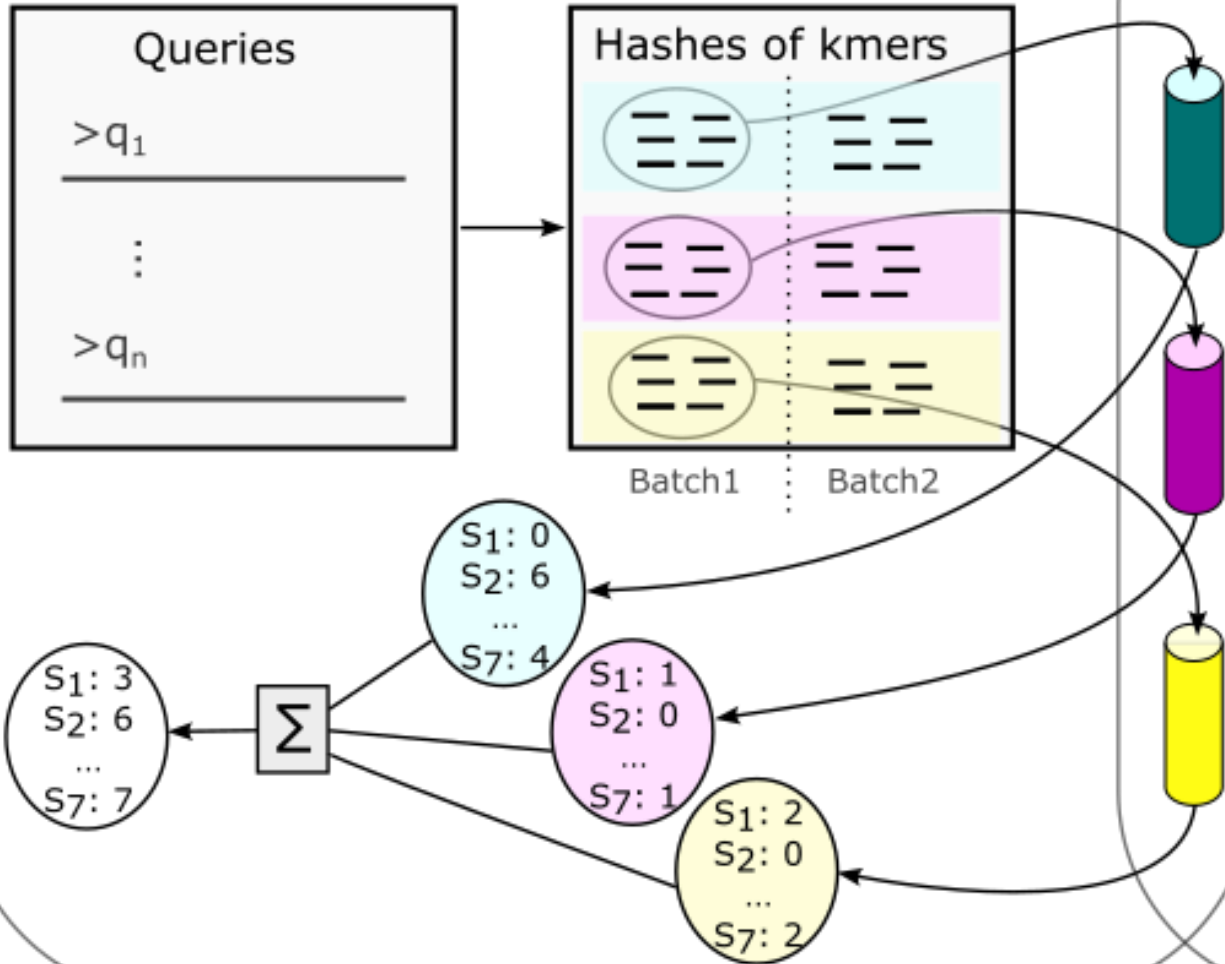 Queries
>q1
⋮
>qn
Hashes of kmers
Batch1
Batch2
S1: 0
S2: 6
...
S7: 4
S1: 1
S2: 0
...
S7: 1
S1: 2
S2: 0
...
S7: 2
Σ
S1: 3
S2: 6
...
S7: 7